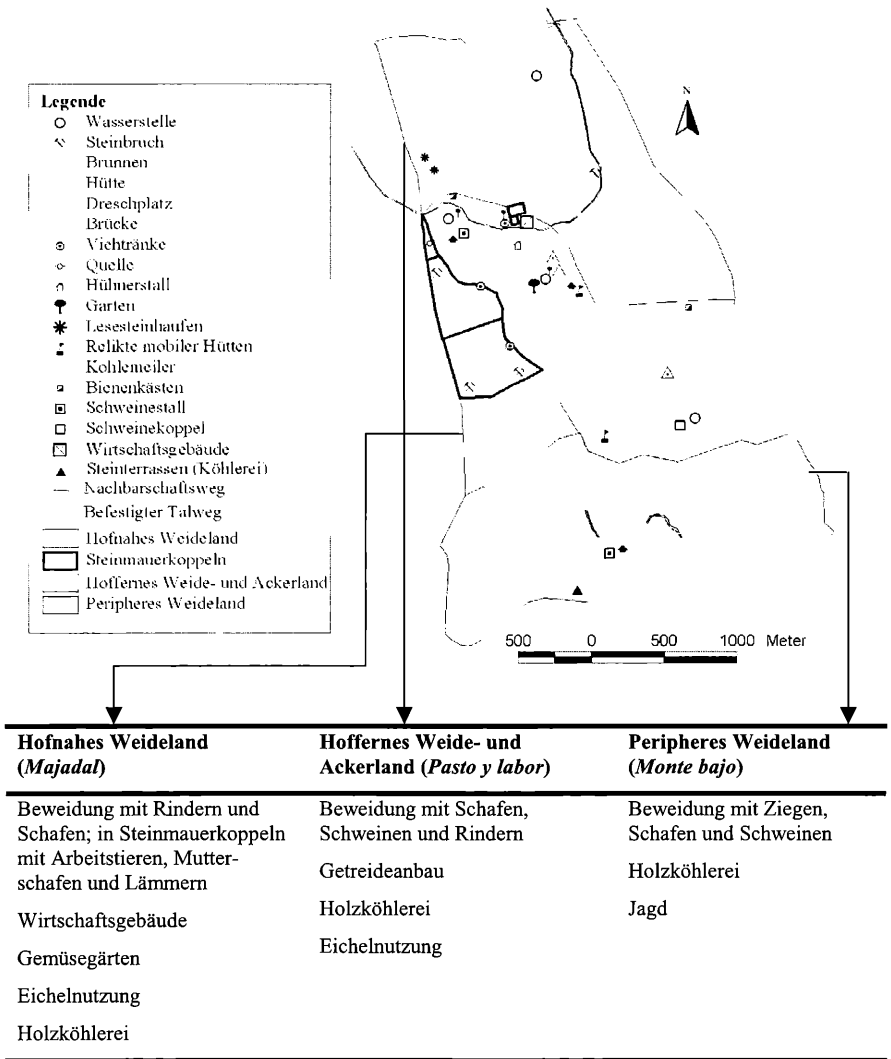 N
Legende
Wasserstelle
Steinbruch
Brunnen
Hütte
Dreschplatz
Brücke
Viehtränke
Quelle
Hühnerstall
Garten
Lesesteinhaufen
Relikte mobiler Hütten
Kohlemeiler
Bienenkästen
Schweinestall
Schweinekoppel
Wirtschaftsgebäude
Steinterrassen (Köhlerei)
Nachbarschaftsweg
Befestigter Talweg
Hofnahes Weideland
Steinmauerkoppeln
Hoffernes Weide- und Ackerland
Peripheres Weideland
500 0 500 1000 Meter
Hofnahes Weideland
(Majadal)
Beweidung mit Rindern und
Schafen; in Steinmauerkoppeln
mit Arbeitstieren, Mutter-
schafen und Lämmern
Wirtschaftsgebäude
Gemüsegärten
Eichelnutzung
Holzköhlerei
Hoffernes Weide- und
Ackerland (Pasto y labor)
Beweidung mit Schafen,
Schweinen und Rindern
Getreideanbau
Holzköhlerei
Eichelnutzung
Peripheres Weideland
(Monte bajo)
Beweidung mit Ziegen,
Schafen und Schweinen
Holzköhlerei
Jagd